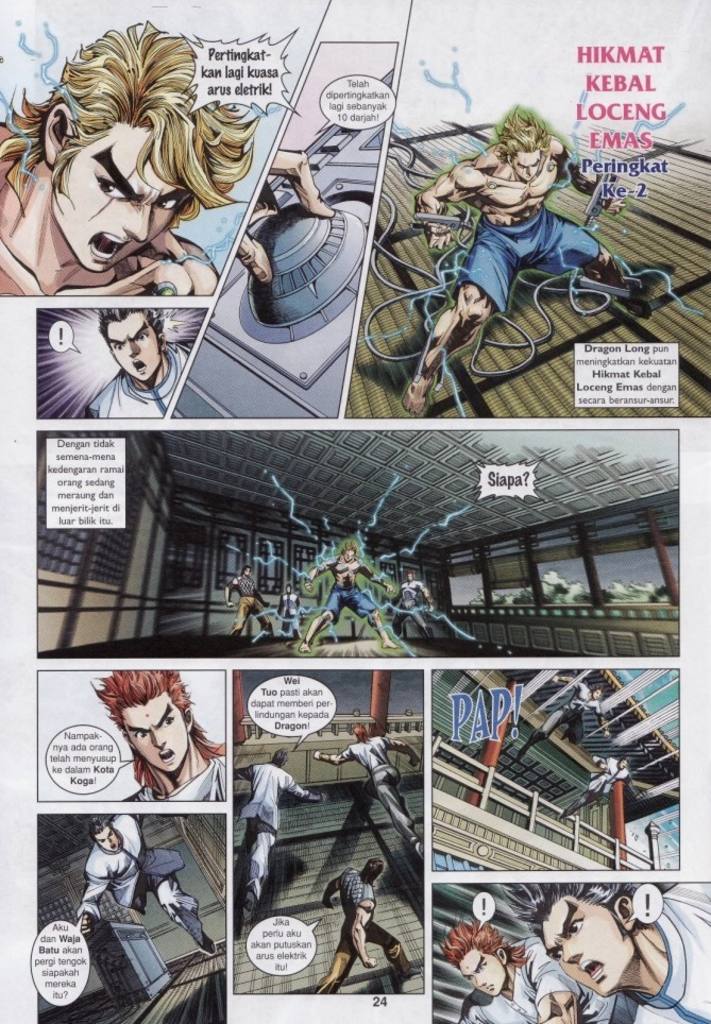 Pertingkat-
kan lagi kuasa
arus eletrik!
Telah
dipertingkatkan
lagi sebanyak
10 darjah!
HIKMAT
KEBAL
LOCENG
EMAS
Peringkat
Ke-2
!
Dragon Long pun
meningkatkan kekuatan
Hikmat Kebal
Loceng Emas dengan
secara beransur-ansur.
Dengan tidak
semena-mena
kedengaran ramai
orang sedang
meraung dan
menjerit-jerit di
luar bilik itu.
Siapa?
Nampak-
nya ada orang
telah menyusup
ke dalam Kota
Koga!
Wei
Tuo pasti akan
dapat memberi per-
lindungan kepada
Dragon!
PAP!
Aku
dan Waja
Batu akan
pergi tengok
siapakah
mereka
itu?
Jika
perlu aku
akan putuskan
arus elektrik
itu!
!
!
24